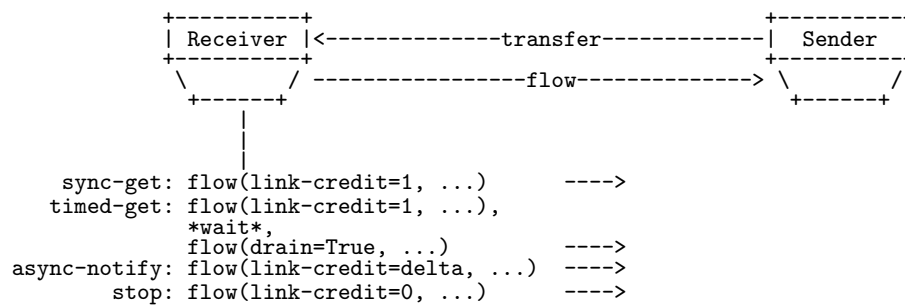 Receiver transfer Sender
flow
sync-get: flow(link-credit=1, ...) ---->
timed-get: flow(link-credit=1, ...),
*wait*,
flow(drain=True, ...) ---->
async-notify: flow(link-credit=delta, ...) ---->
stop: flow(link-credit=0, ...) ---->